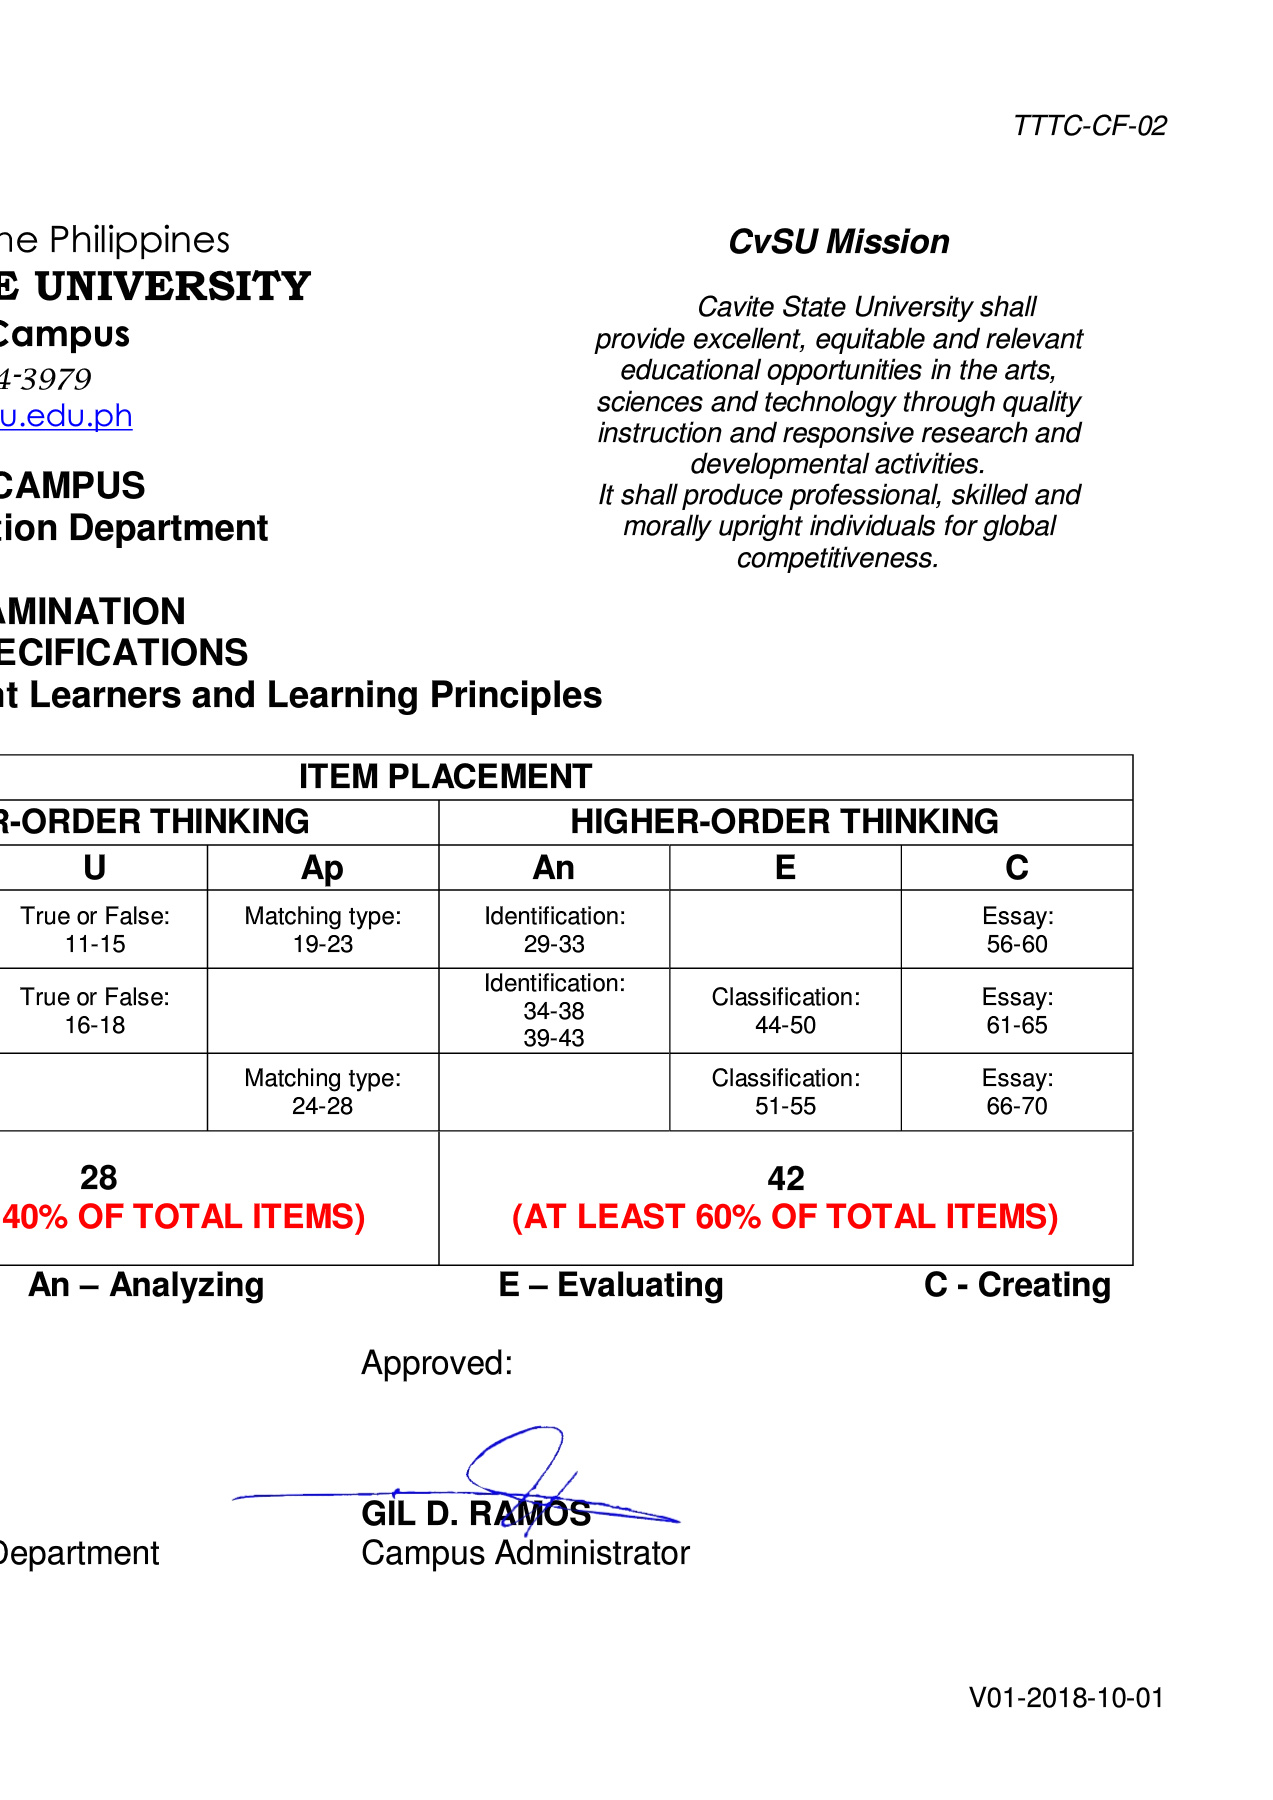 TTTC-CF-02
ne Philippines
E UNIVERSITY
Campus
4-3979
u.edu.ph
CAMPUS
tion Department
AMINATION
ECIFICATIONS
nt Learners and Learning Principles
CvSU Mission
Cavite State University shall
provide excellent, equitable and relevant
educational opportunities in the arts,
sciences and technology through quality
instruction and responsive research and
developmental activities.
It shall produce professional, skilled and
morally upright individuals for global
competitiveness.
ITEM PLACEMENT
R-ORDER THINKING HIGHER-ORDER THINKING
U Ap An E C
True or False: Matching type: Identification: Essay:
11-15 19-23 29-33 56-60
True or False: Identification: Classification: Essay:
16-18 34-38 44-50 61-65
39-43
Matching type: Classification: Essay:
24-28 51-55 66-70
28 42
40% OF TOTAL ITEMS) (AT LEAST 60% OF TOTAL ITEMS)
An – Analyzing E – Evaluating C - Creating
Approved:
GIL D. RAMOS
Department Campus Administrator
V01-2018-10-01